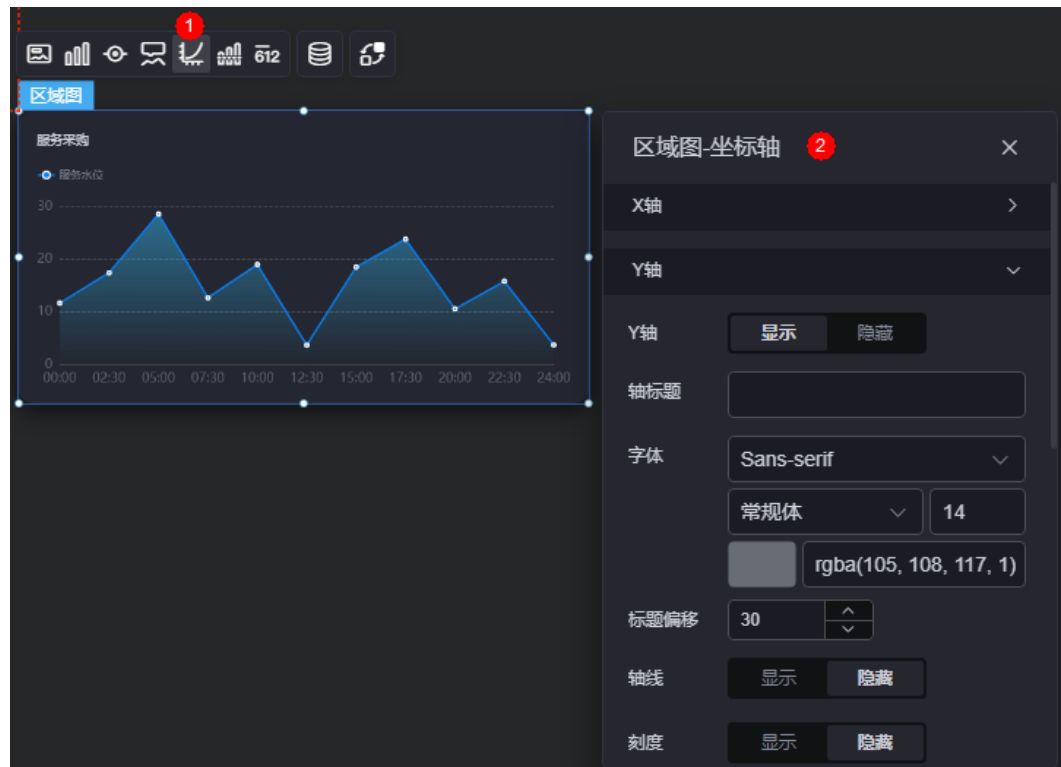 1
612
区域图
服务采购
服务水位
30
20
10
0
00:00 02:30 05:00 07:30 10:00 12:30 15:00 17:30 20:00 22:30 24:00
区域图-坐标轴 2
X轴
Y轴
Y轴 显示 隐藏
轴标题
字体 Sans-serif
常规体 14
rgba(105, 108, 117, 1)
标题偏移 30
轴线 显示 隐藏
刻度 显示 隐藏